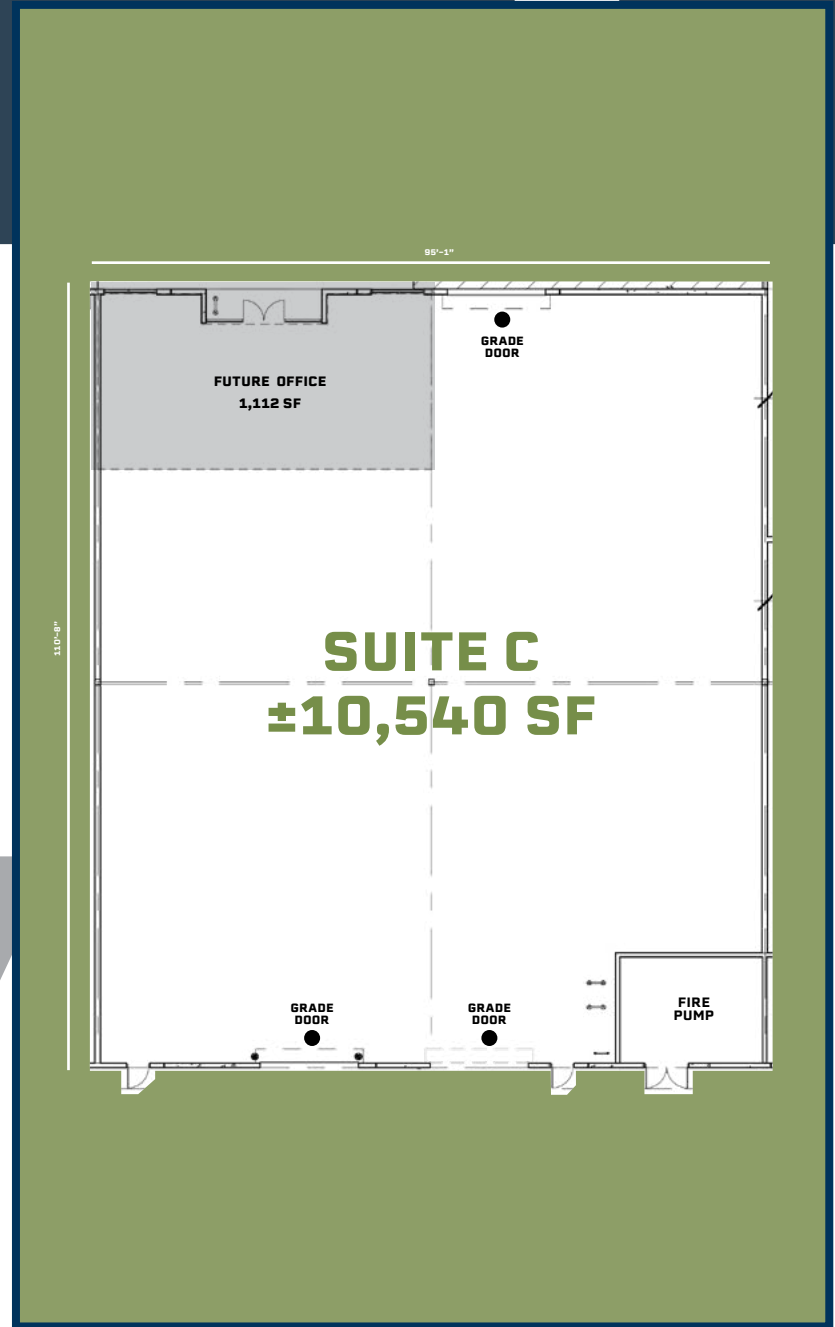 95'-1"
GRADE
DOOR
FUTURE OFFICE
1,112 SF
110'-8"
SUITE C
±10,540 SF
GRADE
DOOR
GRADE
DOOR
FIRE
PUMP